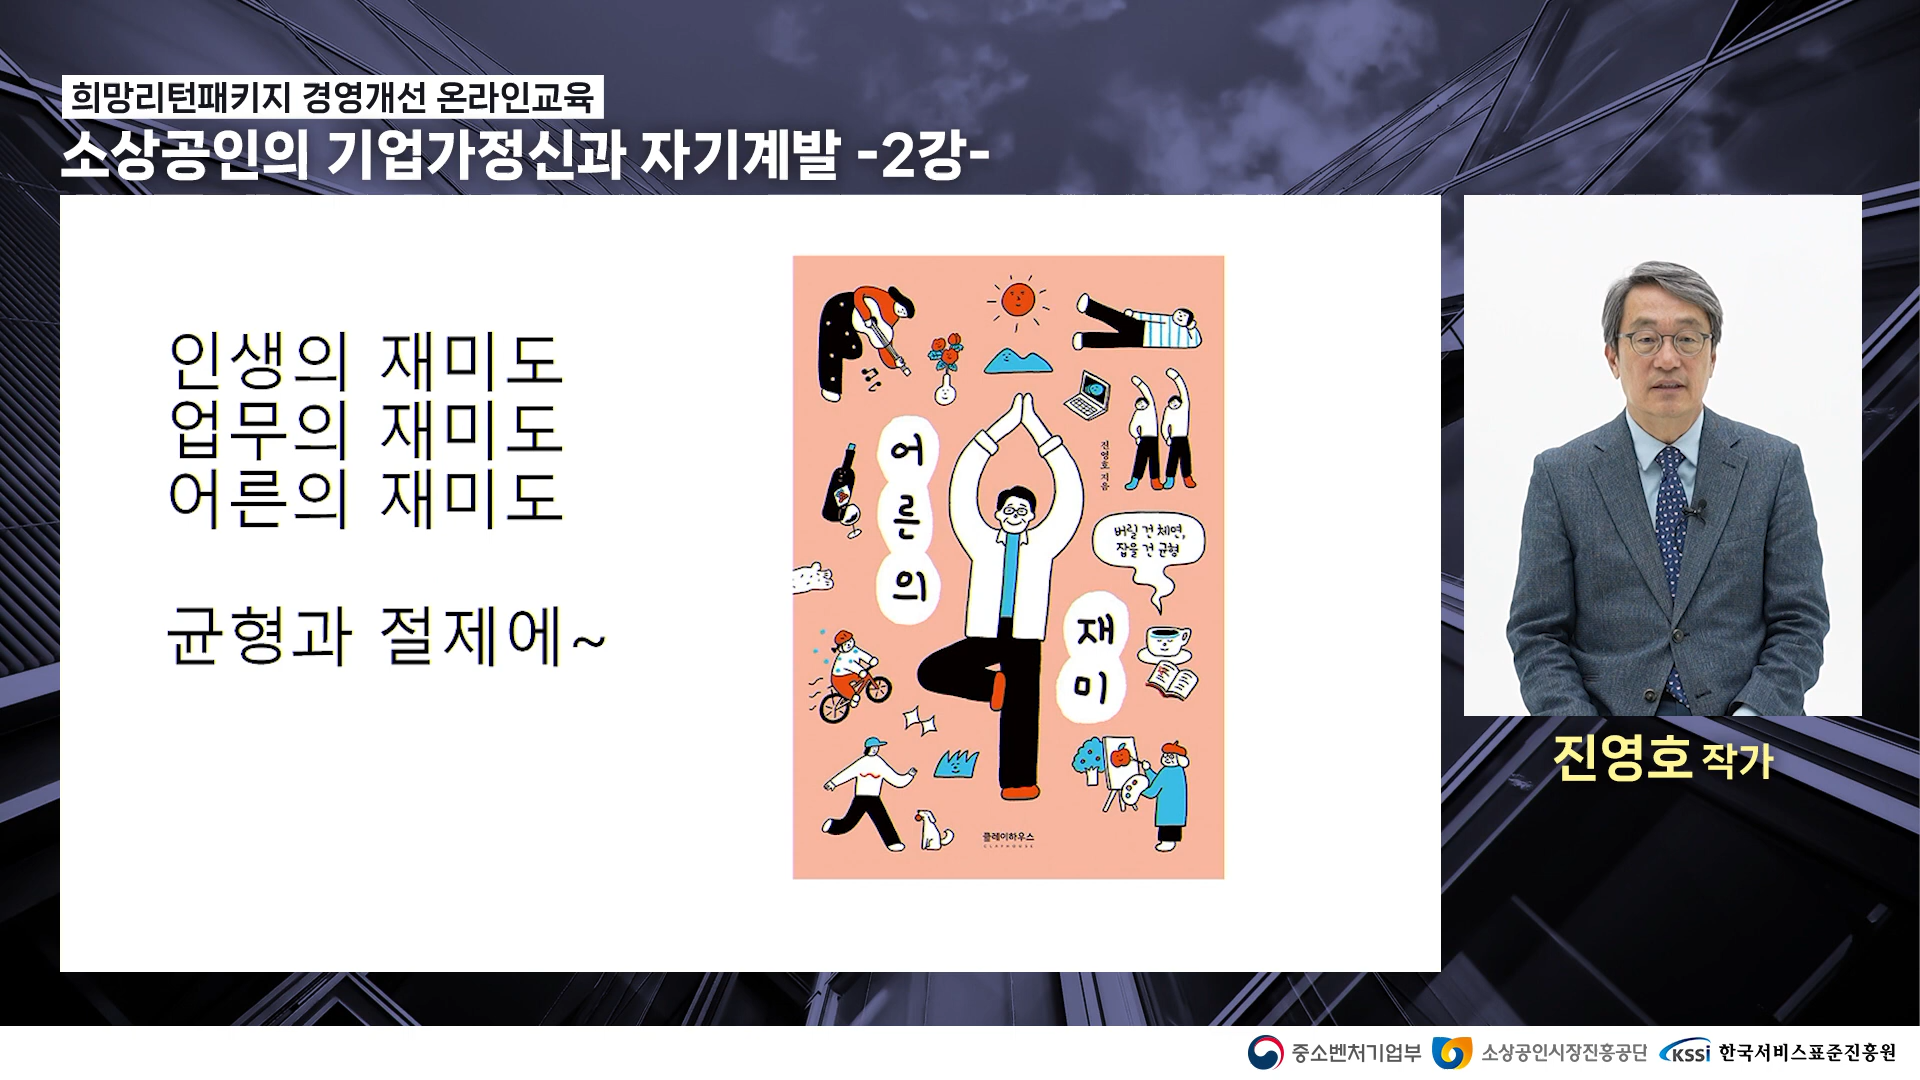 희망리턴패키지 경영개선 온라인교육
소상공인의 기업가정신과 자기계발 -2강-
인생의 재미도
업무의 재미도
어른의 재미도
균형과 절제에~
어른의
재미
진영호 지음
버릴 건 체면,
잡을 건 균형
플레이하우스
PLAYHOUSE
진영호 작가
중소벤처기업부
소상공인시장진흥공단
KSSi 한국서비스표준진흥원